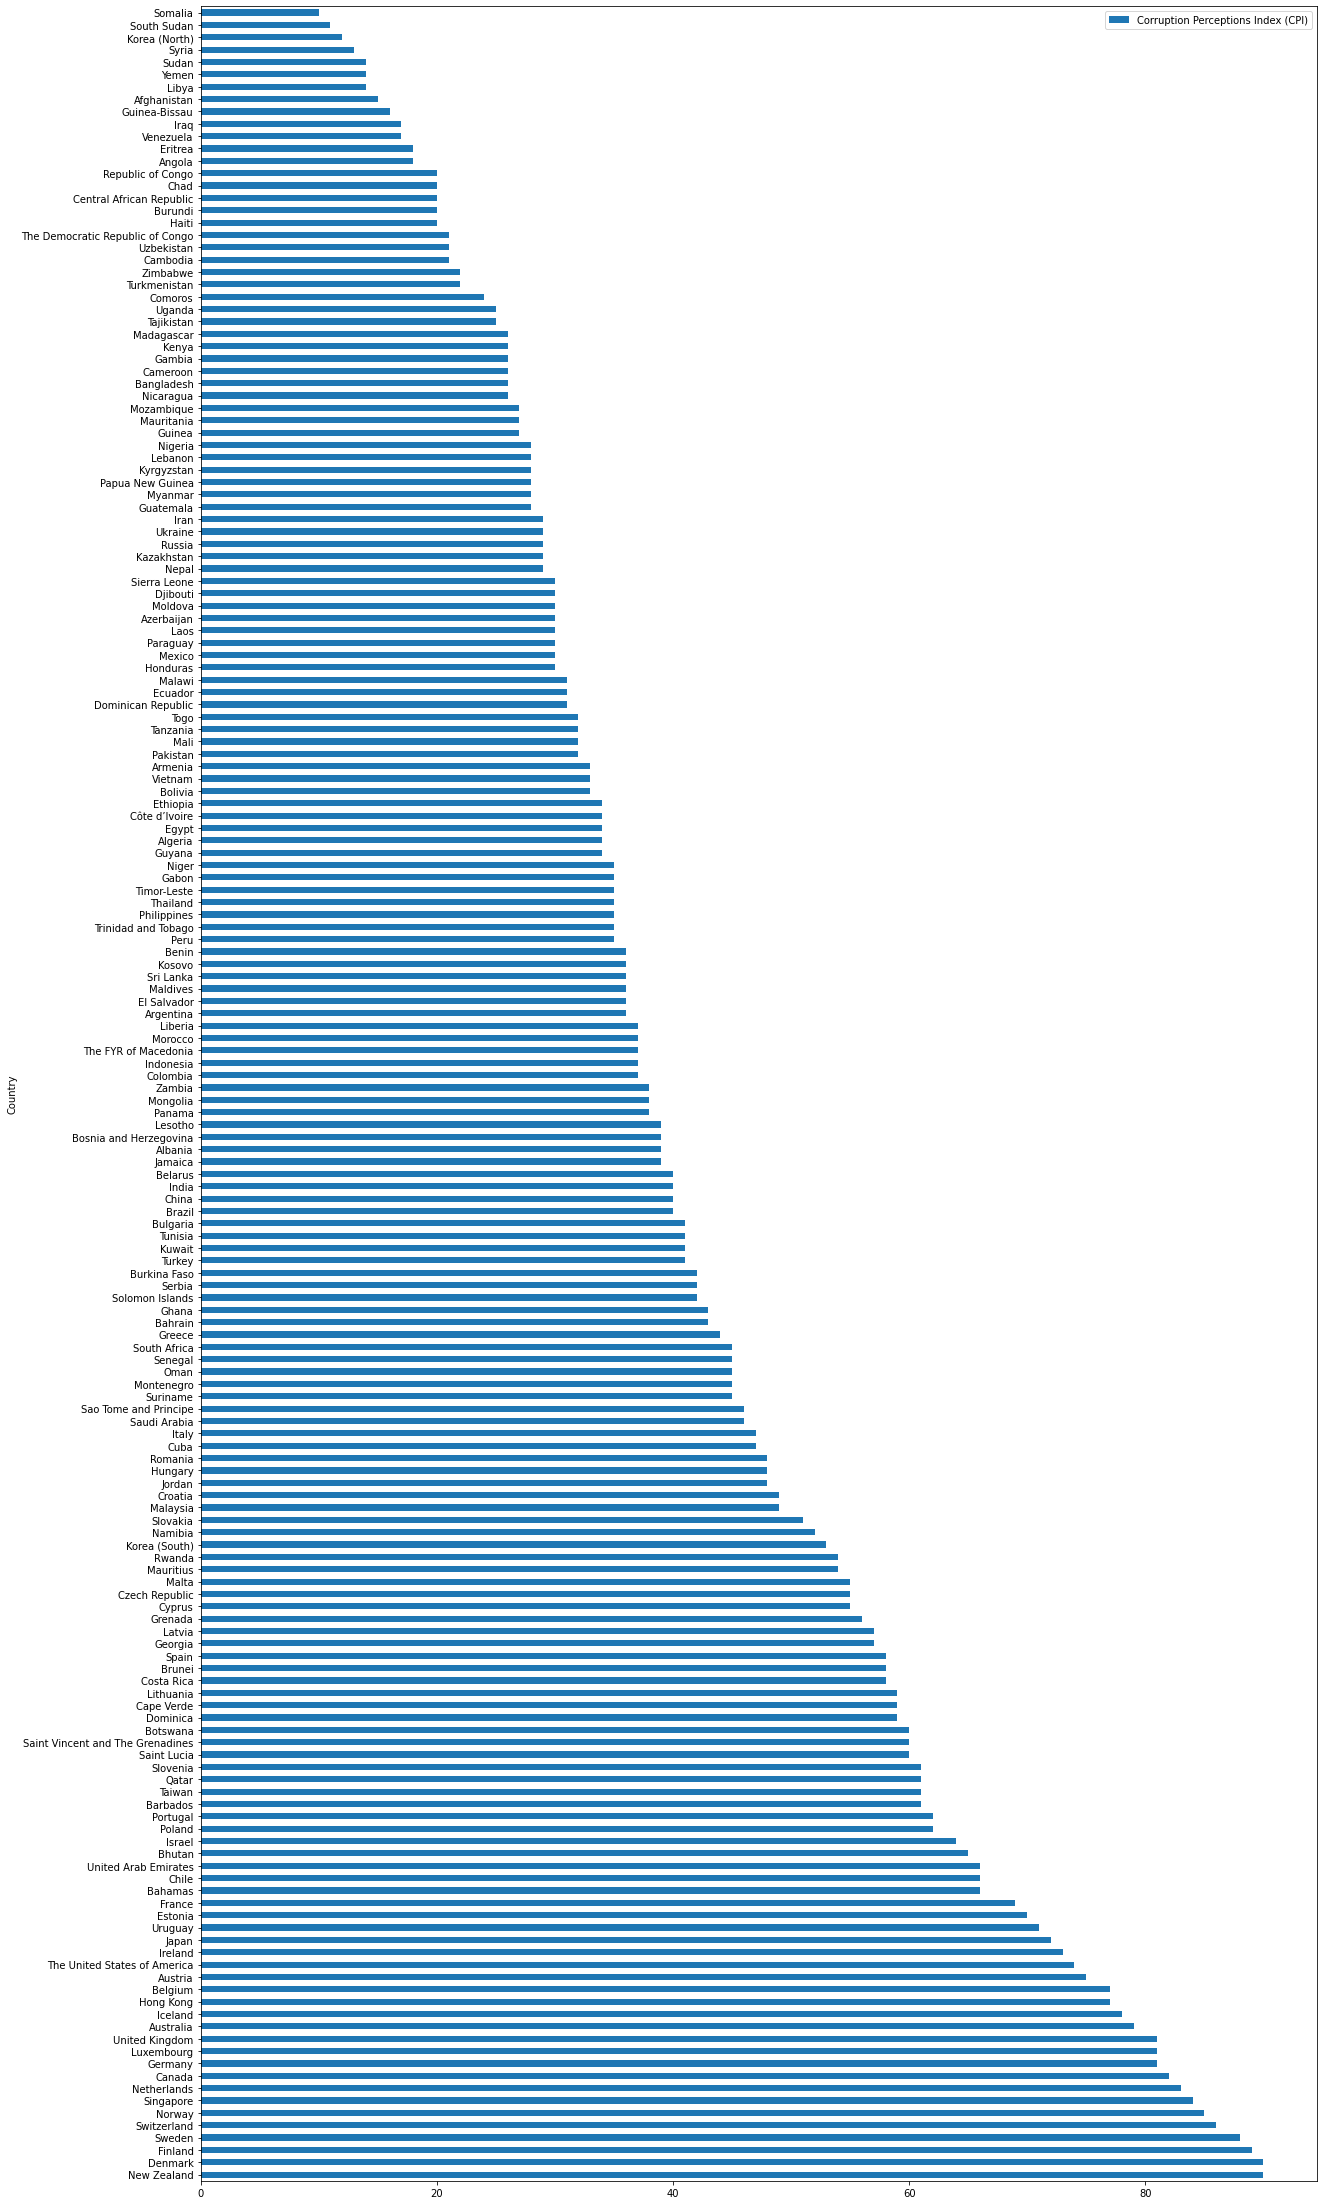 Corruption Perceptions Index (CPI)
Somalia
South Sudan
Korea (North)
Syria
Sudan
Yemen
Libya
Afghanistan
Guinea-Bissau
Iraq
Venezuela
Eritrea
Angola
Republic of Congo
Chad
Central African Republic
Burundi
Haiti
The Democratic Republic of Congo
Uzbekistan
Cambodia
Zimbabwe
Turkmenistan
Comoros
Uganda
Tajikistan
Madagascar
Kenya
Gambia
Cameroon
Bangladesh
Nicaragua
Mozambique
Mauritania
Guinea
Nigeria
Lebanon
Kyrgyzstan
Papua New Guinea
Myanmar
Guatemala
Iran
Ukraine
Russia
Kazakhstan
Nepal
Sierra Leone
Djibouti
Moldova
Azerbaijan
Laos
Paraguay
Mexico
Honduras
Malawi
Ecuador
Dominican Republic
Togo
Tanzania
Mali
Pakistan
Armenia
Vietnam
Bolivia
Ethiopia
Côte d’Ivoire
Egypt
Algeria
Guyana
Niger
Gabon
Timor-Leste
Thailand
Philippines
Trinidad and Tobago
Peru
Benin
Kosovo
Sri Lanka
Maldives
El Salvador
Argentina
Liberia
Morocco
The FYR of Macedonia
Indonesia
Colombia
Zambia
Mongolia
Panama
Lesotho
Bosnia and Herzegovina
Albania
Jamaica
Belarus
India
China
Brazil
Bulgaria
Tunisia
Kuwait
Turkey
Burkina Faso
Serbia
Solomon Islands
Ghana
Bahrain
Greece
South Africa
Senegal
Oman
Montenegro
Suriname
Sao Tome and Principe
Saudi Arabia
Italy
Cuba
Romania
Hungary
Jordan
Croatia
Malaysia
Slovakia
Namibia
Korea (South)
Rwanda
Mauritius
Malta
Czech Republic
Cyprus
Grenada
Latvia
Georgia
Spain
Brunei
Costa Rica
Lithuania
Cape Verde
Dominica
Botswana
Saint Vincent and The Grenadines
Saint Lucia
Slovenia
Qatar
Taiwan
Barbados
Portugal
Poland
Israel
Bhutan
United Arab Emirates
Chile
Bahamas
France
Estonia
Uruguay
Japan
Ireland
The United States of America
Austria
Belgium
Hong Kong
Iceland
Australia
United Kingdom
Luxembourg
Germany
Canada
Netherlands
Singapore
Norway
Switzerland
Sweden
Finland
Denmark
New Zealand
Country
0 20 40 60 80